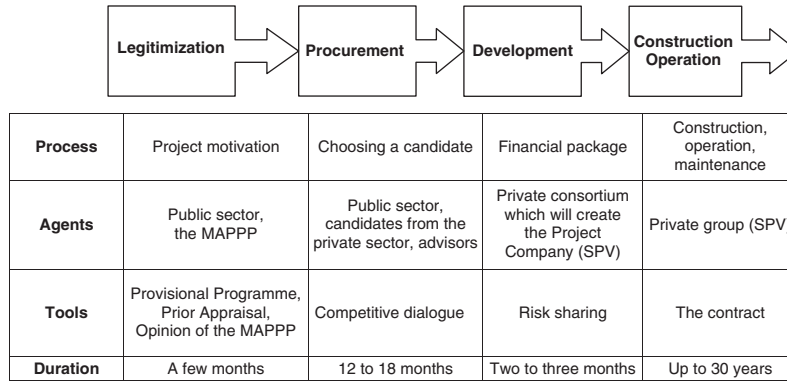 Legitimization
Procurement
Development
Construction
Operation
Process
Project motivation
Choosing a candidate
Financial package
Construction,
operation,
maintenance
Agents
Public sector,
the MAPPP
Public sector,
candidates from the
private sector, advisors
Private consortium
which will create
the Project
Company (SPV)
Private group (SPV)
Tools
Provisional Programme,
Prior Appraisal,
Opinion of the MAPPP
Competitive dialogue
Risk sharing
The contract
Duration
A few months
12 to 18 months
Two to three months
Up to 30 years